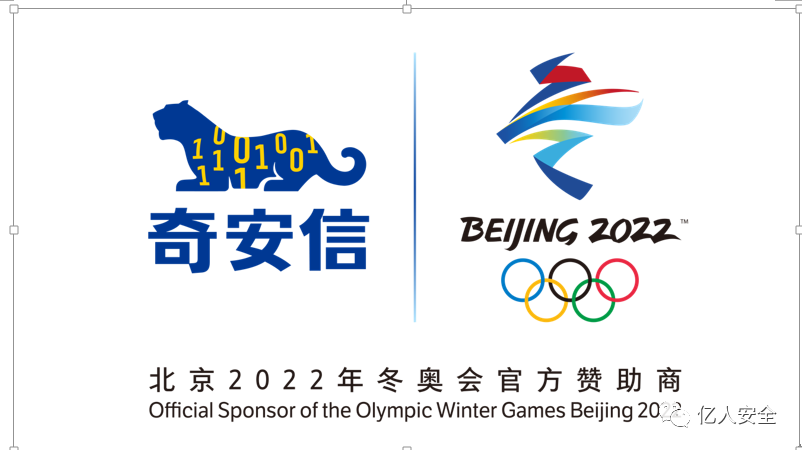 1 0 0 1 0 0 1
1 1 1
1 1
奇安信
BEIJING 2022™
北京2022年冬奥会官方赞助商
Official Sponsor of the Olympic Winter Games Beijing 2022
亿人安全